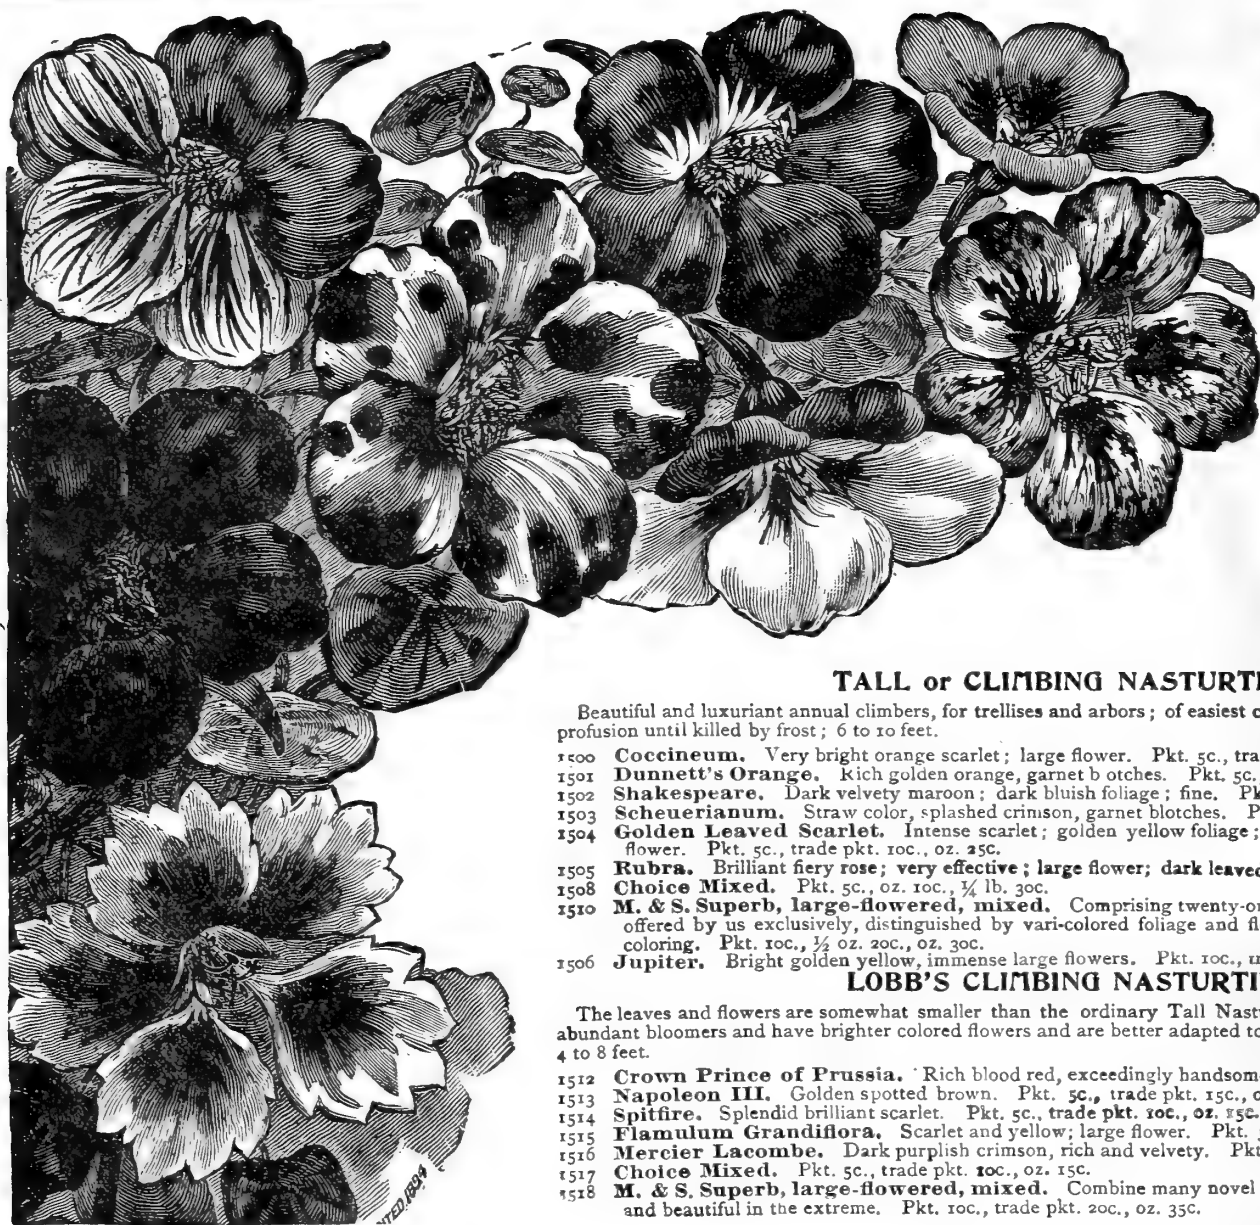 TALL or CLIMBING NASTURTI
Beautiful and luxuriant annual climbers, for trellises and arbors; of easiest c
profusion until killed by frost; 6 to 10 feet.
1500 Coccineum. Very bright orange scarlet; large flower. Pkt. 5c., tra
1501 Dunnett's Orange. Rich golden orange, garnet b otches. Pkt. 5c.
1502 Shakespeare. Dark velvety maroon; dark bluish foliage; fine. Pk
1503 Scheuerianum. Straw color, splashed crimson, garnet blotches. P
1504 Golden Leaved Scarlet. Intense scarlet; golden yellow foliage;
flower. Pkt. 5c., trade pkt. 10c., oz. 25c.
1505 Rubra. Brilliant fiery rose; very effective; large flower; dark leaved
1508 Choice Mixed. Pkt. 5c., oz. 10c., ¼ lb. 30c.
1510 M. & S. Superb, large-flowered, mixed. Comprising twenty-o
offered by us exclusively, distinguished by vari-colored foliage and fl
coloring. Pkt. 10c., ½ oz. 20c., oz. 30c.
1506 Jupiter. Bright golden yellow, immense large flowers. Pkt. 10c.,
LOBB'S CLIMBING NASTURTI
The leaves and flowers are somewhat smaller than the ordinary Tall Nast
abundant bloomers and have brighter colored flowers and are better adapted to
4 to 8 feet.
1512 Crown Prince of Prussia. Rich blood red, exceedingly handsom
1513 Napoleon III. Golden spotted brown. Pkt. 5c., trade pkt. 15c., o
1514 Spitfire. Splendid brilliant scarlet. Pkt. 5c., trade pkt. 10c., oz. 15c.
1515 Flamulum Grandiflora. Scarlet and yellow; large flower. Pkt.
1516 Mercier Lacombe. Dark purplish crimson, rich and velvety. Pkt
1517 Choice Mixed. Pkt. 5c., trade pkt. 10c., oz. 15c.
1518 M. & S. Superb, large-flowered, mixed. Combine many novel
and beautiful in the extreme. Pkt. 10c., trade pkt. 20c., oz. 35c.
TED.1894